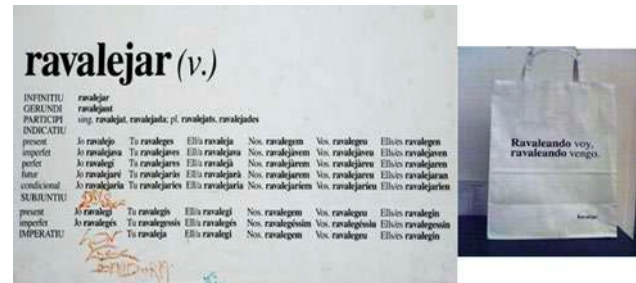 ravalejar (v.)
INFINITIU ravalejar
GERUNDI ravalejant
PARTICIPI sing. ravalejat, ravalejada; pl. ravalejats, ravalejades
INDICATIU
present Jo ravalejo Tu ravaleges Ell/a ravaleja Nos. ravalegem Vos. ravalegeu Ells/es ravalegen
imperfet Jo ravalejava Tu ravalejaves Ell/a ravalejava Nos. ravalejàvem Vos. ravalejàveu Ells/es ravalejaven
perfet Jo ravalegí Tu ravalejares Ell/a ravalejà Nos. ravalejàrem Vos. ravalejàreu Ells/es ravalejaren
futur Jo ravalejaré Tu ravalejaràs Ell/a ravalejarà Nos. ravalejarem Vos. ravalejareu Ells/es ravalejaran
condicional Jo ravalejaria Tu ravalejaries Ell/a ravalejaria Nos. ravalejaríem Vos. ravalejaríeu Ells/es ravalejarien
SUBJUNTIU
present Jo ravalegi Tu ravalegis Ell/a ravalegi Nos. ravalegem Vos. ravalegeu Ells/es ravalegin
imperfet Jo ravalegés Tu ravalegessis Ell/a ravalegés Nos. ravalegéssim Vos. ravalegéssiu Ells/es ravalegessin
IMPERATIU Tu ravaleja Ell/a ravalegi Nos. ravalegem Vos. ravalegeu Ells/es ravalegin
Ravaleando voy,
ravaleando vengo.